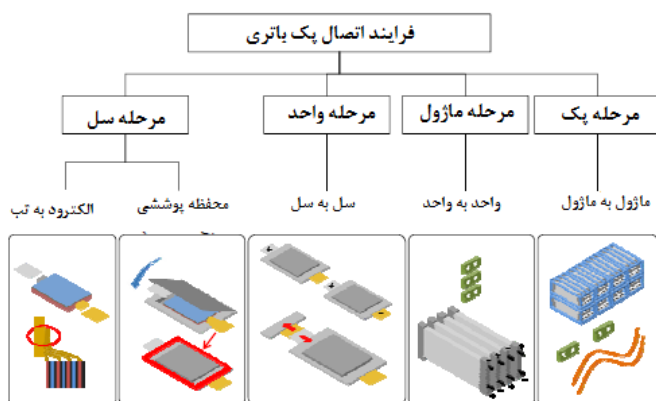 فرایند اتصال پک باتری
مرحله پک
مرحله ماژول
مرحله واحد
مرحله سل
ماژول به ماژول
واحد به واحد
سل به سل
محفظه پوششی
الکترود به تب